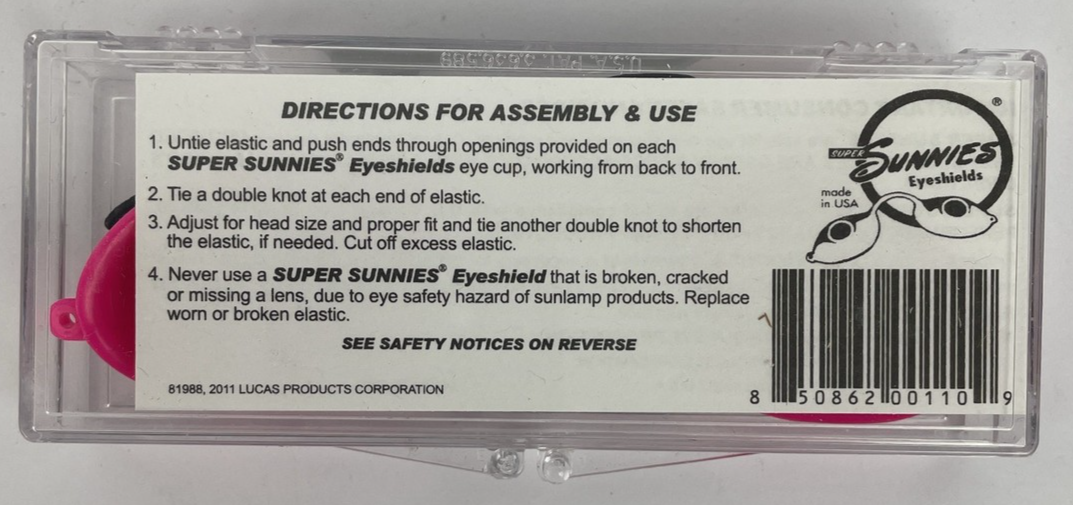 DIRECTIONS FOR ASSEMBLY & USE
1. Untie elastic and push ends through openings provided on each
SUPER SUNNIES® Eyeshields eye cup, working from back to front.
2. Tie a double knot at each end of elastic.
3. Adjust for head size and proper fit and tie another double knot to shorten
the elastic, if needed. Cut off excess elastic.
4. Never use a SUPER SUNNIES® Eyeshield that is broken, cracked
or missing a lens, due to eye safety hazard of sunlamp products. Replace
worn or broken elastic.
SEE SAFETY NOTICES ON REVERSE
81988, 2011 LUCAS PRODUCTS CORPORATION
®
SUPER SUNNIES
Eyeshields
made
in USA
8 50862 00110 9